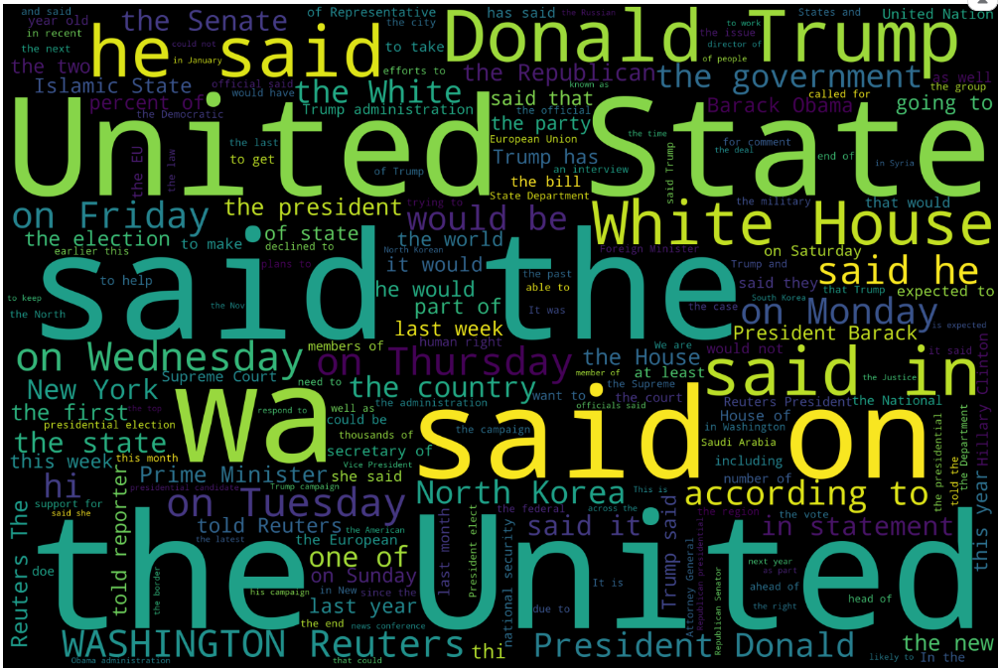 and said
the Senate
of Representative
has said
the Russian
States and
United Nation
year old
in recent
the next
could not
he said
in January
the city
to take
Donald Trump
to work
the issue
director of
of people
the two
Islamic State
official said
efforts to
the White
the Republican
the government
as well
the group
percent of
would have
Trump administration
said that
the official
known as
Barack Obama
called for
going to
the Democratic
the party
European Union
the time
the deal
for comment
United State
the EU
the law
the last
to get
of Trump
Trump has
an interview
the bill
State Department
said Trump
end of
in Syria
on Friday
the president
trying to
would be
the military
that would
White House
the election
earlier this
to make
of state
declined to
the world
North Korean
Foreign Minister
on Saturday
said the
plans to
it would
the past
able to
It was
Trump and
said they
that Trump
said he
expected to
to help
to keep
the North
the Nov
he would
part of
last week
human right
the case
South Korea
on Monday
President Barack
is expected
on Wednesday
members of
on Thursday
We are
the House
would not
said in
it said
Hillary Clinton
New York
Supreme Court
need to
the country
member of
at least
want to
the Supreme
the court
Reuters President
the Justice
the National
the first
the top
presidential election
wa
respond to
the administration
well as
could be
officials said
said on
House of
in Washington
the state
thousands of
the campaign
Saudi Arabia
this week
this month
secretary of
Vice President
including
number of
the presidential
the Department
told the
this year
hi
Prime Minister
she said
presidential candidate
Trump campaign
North Korea
This is
according to
support for
said she
told reporter
on Tuesday
the American
told Reuters
the federal
across the
said it
the region
the vote
in statement
Reuters The
the United
doe
the border
the latest
the European
one of
on Sunday
since the
last month
President elect
national security
It is
due to
Trump said
Attorney General
Republican presidential
Republican Senator
next year
as part
ahead of
the right
head of
in New
his campaign
last year
the end
news conference
WASHINGTON Reuters
Obama administration
that could
thi
President Donald
the new
likely to
In the